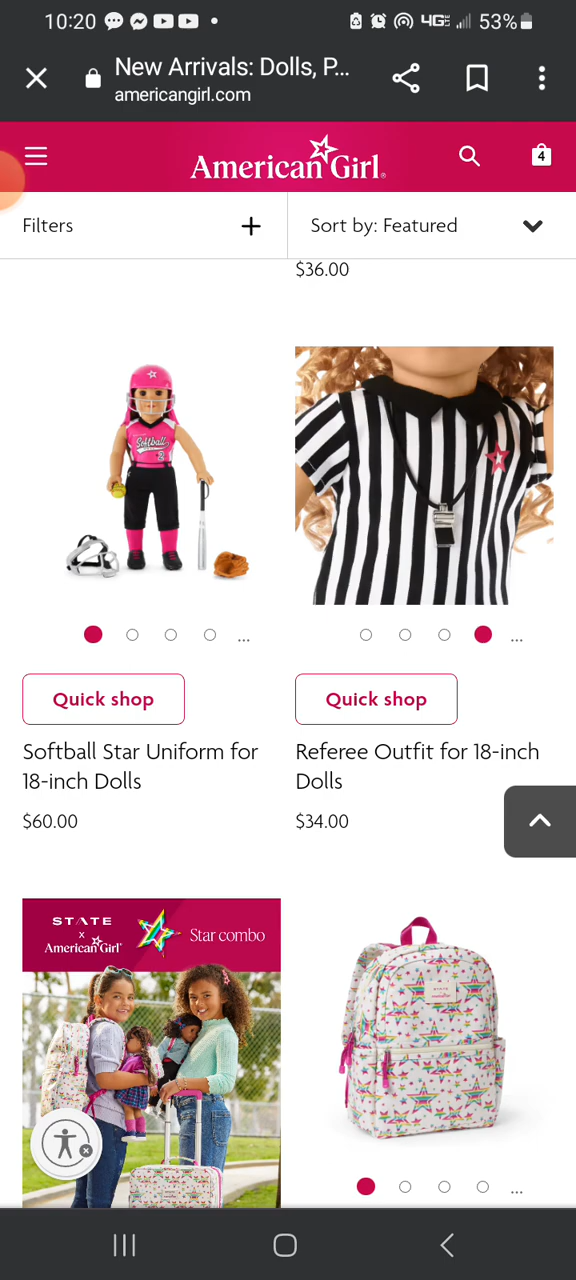 10:20
4G
53%
New Arrivals: Dolls, P...
americangirl.com
American Girl®
4
Filters
Sort by: Featured
$36.00
Softball
2
...
...
Quick shop
Quick shop
Softball Star Uniform for
18-inch Dolls
Referee Outfit for 18-inch
Dolls
$60.00
$34.00
STATE
x
American Girl®
Star combo
...